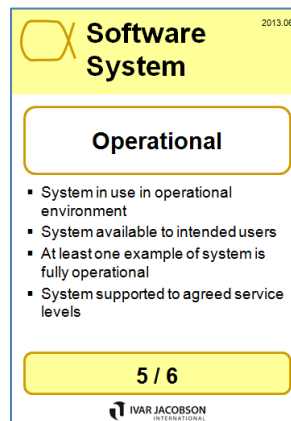 Software
System
2013.06
Operational
▪ System in use in operational
environment
▪ System available to intended users
▪ At least one example of system is
fully operational
▪ System supported to agreed service
levels
5 / 6
IVAR JACOBSON
INTERNATIONAL